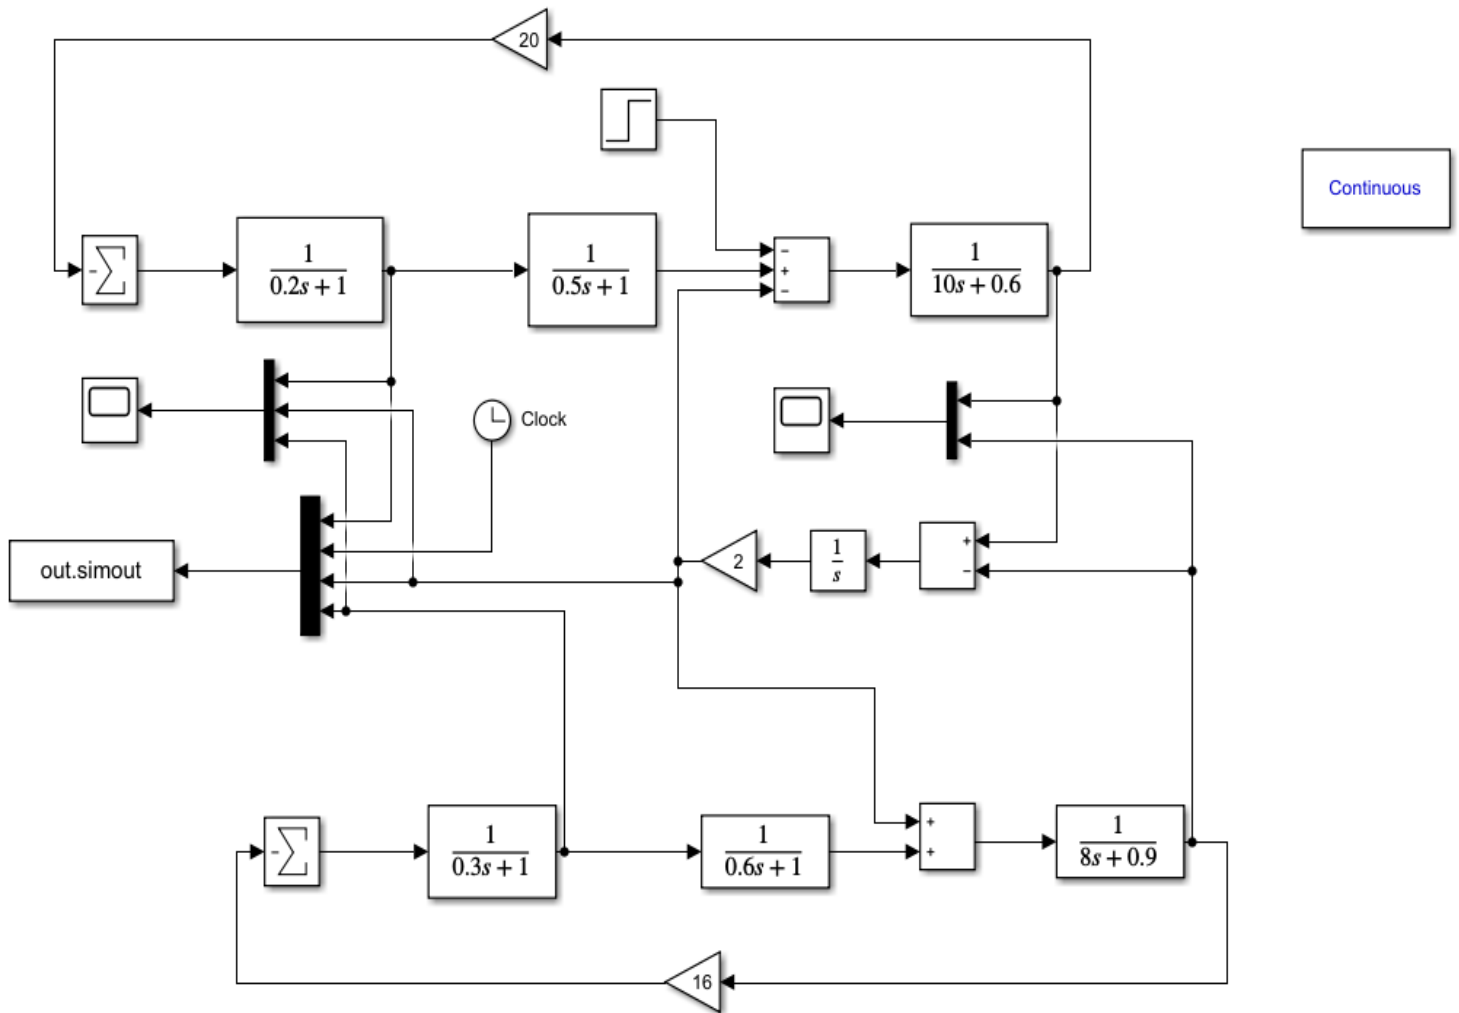 20
Continuous
-Σ
1
0.2s + 1
1
0.5s + 1
−
+
−
1
10s + 0.6
Clock
out.simout
2
1
s
+
−
-Σ
1
0.3s + 1
1
0.6s + 1
+
+
1
8s + 0.9
16